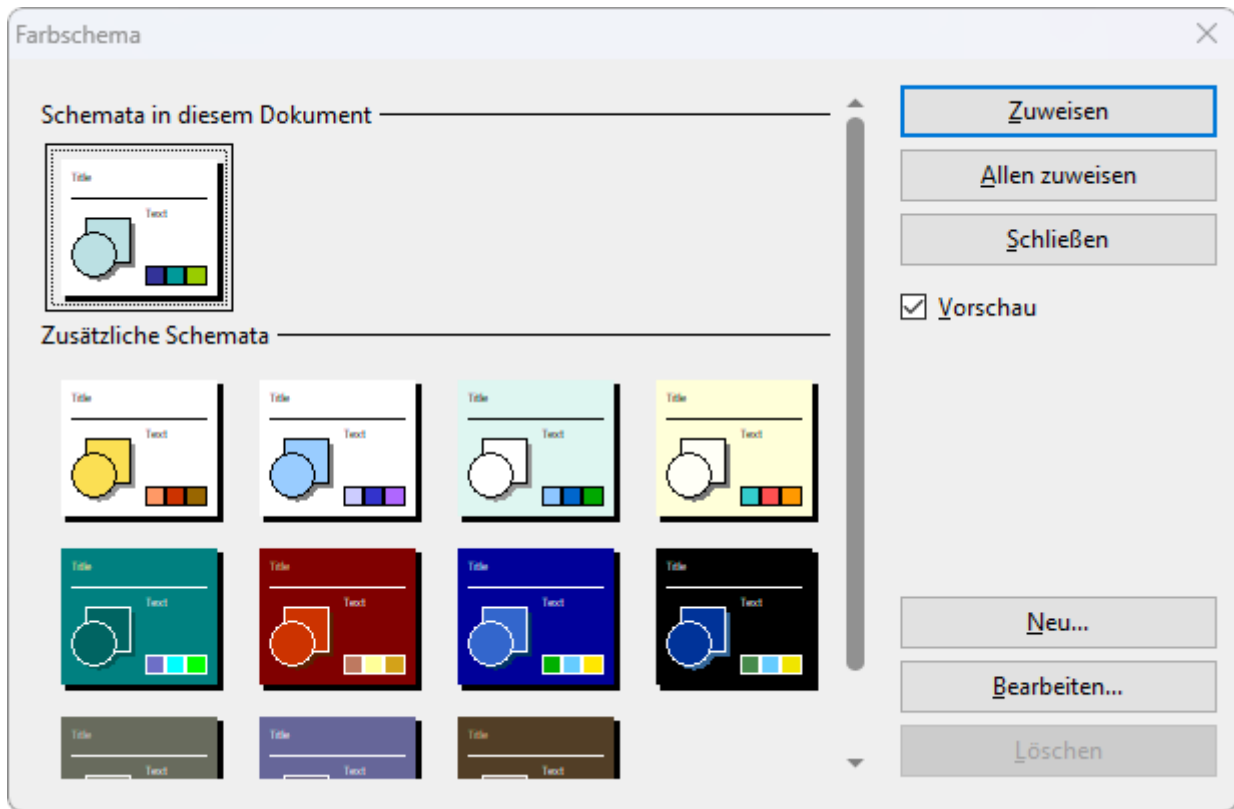 Farbschema
Schemata in diesem Dokument
Title
Text
Zusätzliche Schemata
Title
Text
Title
Text
Title
Text
Title
Text
Title
Text
Title
Text
Title
Text
Title
Text
Title
Text
Title
Text
Title
Text
Zuweisen
Allen zuweisen
Schließen
Vorschau
Neu...
Bearbeiten...
Löschen